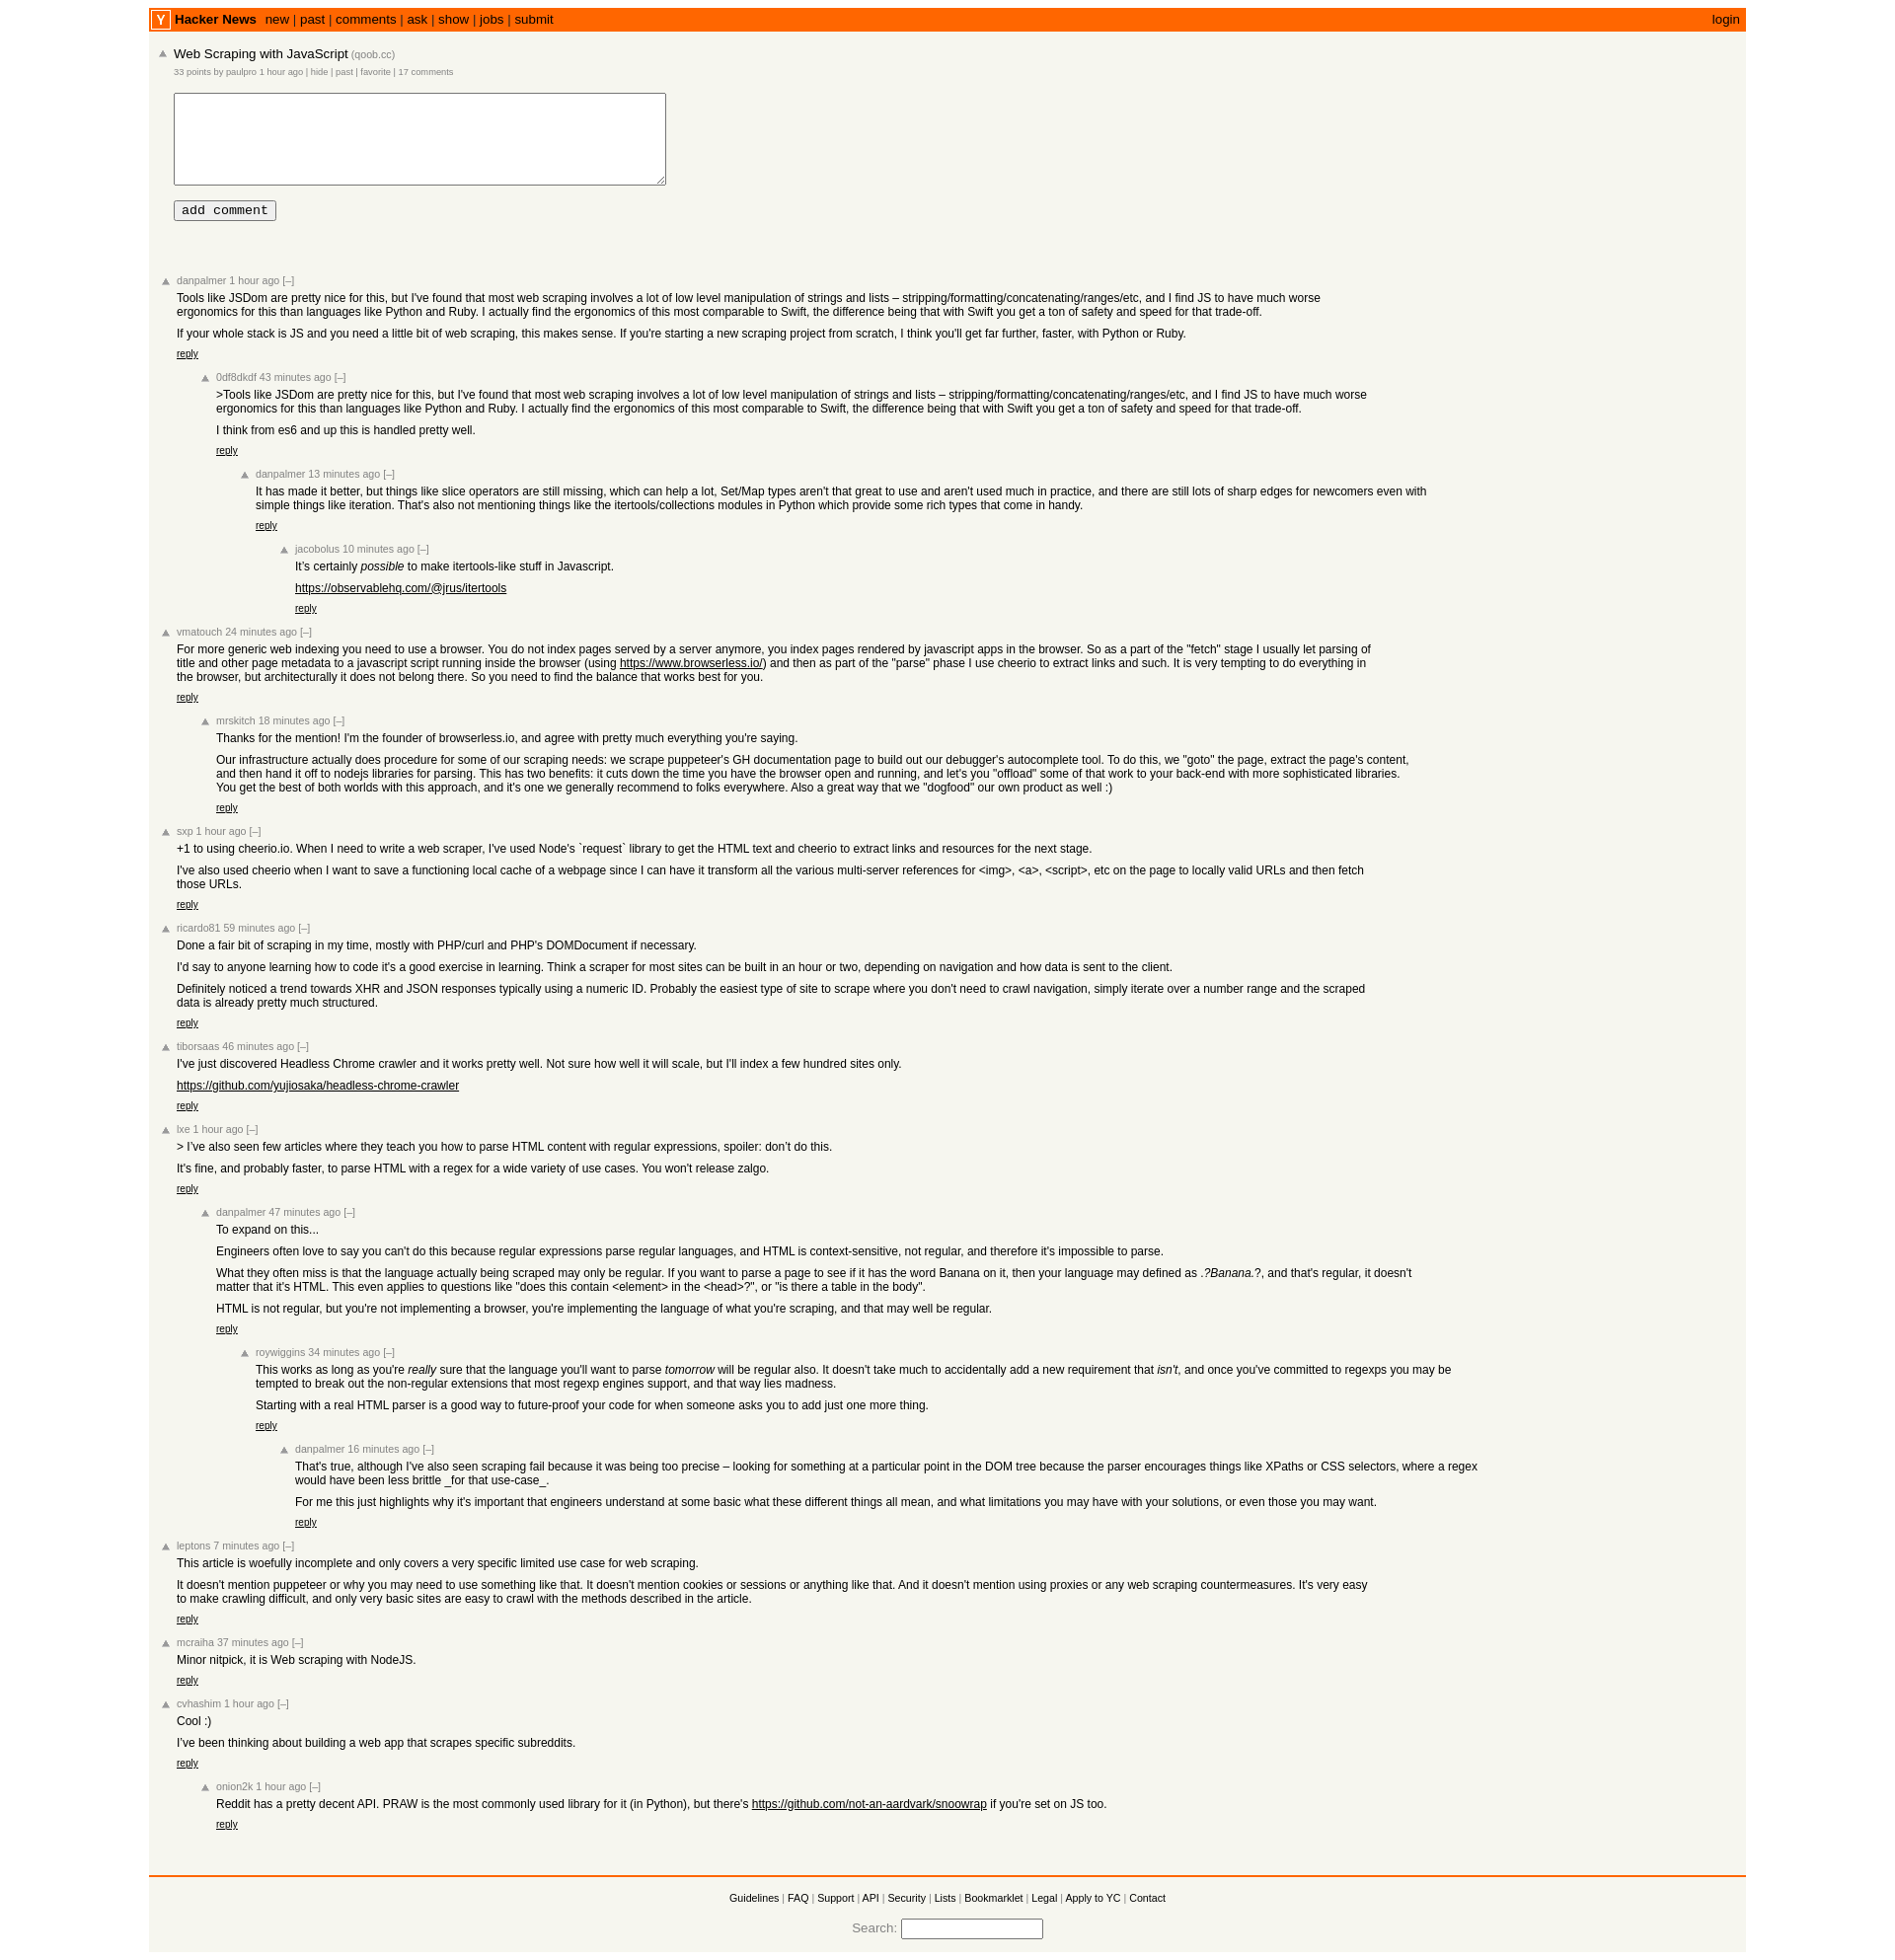 Y Hacker News new | past | comments | ask | show | jobs | submit login
Web Scraping with JavaScript (qoob.cc)
33 points by paulpro 1 hour ago | hide | past | favorite | 17 comments
add comment
danpalmer 1 hour ago [–]
Tools like JSDom are pretty nice for this, but I've found that most web scraping involves a lot of low level manipulation of strings and lists – stripping/formatting/concatenating/ranges/etc, and I find JS to have much worse
ergonomics for this than languages like Python and Ruby. I actually find the ergonomics of this most comparable to Swift, the difference being that with Swift you get a ton of safety and speed for that trade-off.
If your whole stack is JS and you need a little bit of web scraping, this makes sense. If you're starting a new scraping project from scratch, I think you'll get far further, faster, with Python or Ruby.
reply
0df8dkdf 43 minutes ago [–]
>Tools like JSDom are pretty nice for this, but I've found that most web scraping involves a lot of low level manipulation of strings and lists – stripping/formatting/concatenating/ranges/etc, and I find JS to have much worse
ergonomics for this than languages like Python and Ruby. I actually find the ergonomics of this most comparable to Swift, the difference being that with Swift you get a ton of safety and speed for that trade-off.
I think from es6 and up this is handled pretty well.
reply
danpalmer 13 minutes ago [–]
It has made it better, but things like slice operators are still missing, which can help a lot, Set/Map types aren't that great to use and aren't used much in practice, and there are still lots of sharp edges for newcomers even with
simple things like iteration. That's also not mentioning things like the itertools/collections modules in Python which provide some rich types that come in handy.
reply
jacobolus 10 minutes ago [–]
It’s certainly possible to make itertools-like stuff in Javascript.
https://observablehq.com/@jrus/itertools
reply
vmatouch 24 minutes ago [–]
For more generic web indexing you need to use a browser. You do not index pages served by a server anymore, you index pages rendered by javascript apps in the browser. So as a part of the "fetch" stage I usually let parsing of
title and other page metadata to a javascript script running inside the browser (using https://www.browserless.io/) and then as part of the "parse" phase I use cheerio to extract links and such. It is very tempting to do everything in
the browser, but architecturally it does not belong there. So you need to find the balance that works best for you.
reply
mrskitch 18 minutes ago [–]
Thanks for the mention! I'm the founder of browserless.io, and agree with pretty much everything you're saying.
Our infrastructure actually does procedure for some of our scraping needs: we scrape puppeteer's GH documentation page to build out our debugger's autocomplete tool. To do this, we "goto" the page, extract the page's content,
and then hand it off to nodejs libraries for parsing. This has two benefits: it cuts down the time you have the browser open and running, and let's you "offload" some of that work to your back-end with more sophisticated libraries.
You get the best of both worlds with this approach, and it's one we generally recommend to folks everywhere. Also a great way that we "dogfood" our own product as well :)
reply
sxp 1 hour ago [–]
+1 to using cheerio.io. When I need to write a web scraper, I've used Node's `request` library to get the HTML text and cheerio to extract links and resources for the next stage.
I've also used cheerio when I want to save a functioning local cache of a webpage since I can have it transform all the various multi-server references for <img>, <a>, <script>, etc on the page to locally valid URLs and then fetch
those URLs.
reply
ricardo81 59 minutes ago [–]
Done a fair bit of scraping in my time, mostly with PHP/curl and PHP's DOMDocument if necessary.
I'd say to anyone learning how to code it's a good exercise in learning. Think a scraper for most sites can be built in an hour or two, depending on navigation and how data is sent to the client.
Definitely noticed a trend towards XHR and JSON responses typically using a numeric ID. Probably the easiest type of site to scrape where you don't need to crawl navigation, simply iterate over a number range and the scraped
data is already pretty much structured.
reply
tiborsaas 46 minutes ago [–]
I've just discovered Headless Chrome crawler and it works pretty well. Not sure how well it will scale, but I'll index a few hundred sites only.
https://github.com/yujiosaka/headless-chrome-crawler
reply
lxe 1 hour ago [–]
> I’ve also seen few articles where they teach you how to parse HTML content with regular expressions, spoiler: don’t do this.
It's fine, and probably faster, to parse HTML with a regex for a wide variety of use cases. You won't release zalgo.
reply
danpalmer 47 minutes ago [–]
To expand on this...
Engineers often love to say you can't do this because regular expressions parse regular languages, and HTML is context-sensitive, not regular, and therefore it's impossible to parse.
What they often miss is that the language actually being scraped may only be regular. If you want to parse a page to see if it has the word Banana on it, then your language may defined as .?Banana.?, and that's regular, it doesn't
matter that it's HTML. This even applies to questions like "does this contain <element> in the <head>?", or "is there a table in the body".
HTML is not regular, but you're not implementing a browser, you're implementing the language of what you're scraping, and that may well be regular.
reply
roywiggins 34 minutes ago [–]
This works as long as you're really sure that the language you'll want to parse tomorrow will be regular also. It doesn't take much to accidentally add a new requirement that isn't, and once you've committed to regexps you may be
tempted to break out the non-regular extensions that most regexp engines support, and that way lies madness.
Starting with a real HTML parser is a good way to future-proof your code for when someone asks you to add just one more thing.
reply
danpalmer 16 minutes ago [–]
That's true, although I've also seen scraping fail because it was being too precise – looking for something at a particular point in the DOM tree because the parser encourages things like XPaths or CSS selectors, where a regex
would have been less brittle _for that use-case_.
For me this just highlights why it's important that engineers understand at some basic what these different things all mean, and what limitations you may have with your solutions, or even those you may want.
reply
leptons 7 minutes ago [–]
This article is woefully incomplete and only covers a very specific limited use case for web scraping.
It doesn't mention puppeteer or why you may need to use something like that. It doesn't mention cookies or sessions or anything like that. And it doesn't mention using proxies or any web scraping countermeasures. It's very easy
to make crawling difficult, and only very basic sites are easy to crawl with the methods described in the article.
reply
mcraiha 37 minutes ago [–]
Minor nitpick, it is Web scraping with NodeJS.
reply
cvhashim 1 hour ago [–]
Cool :)
I’ve been thinking about building a web app that scrapes specific subreddits.
reply
onion2k 1 hour ago [–]
Reddit has a pretty decent API. PRAW is the most commonly used library for it (in Python), but there's https://github.com/not-an-aardvark/snoowrap if you're set on JS too.
reply
Guidelines | FAQ | Support | API | Security | Lists | Bookmarklet | Legal | Apply to YC | Contact
Search: